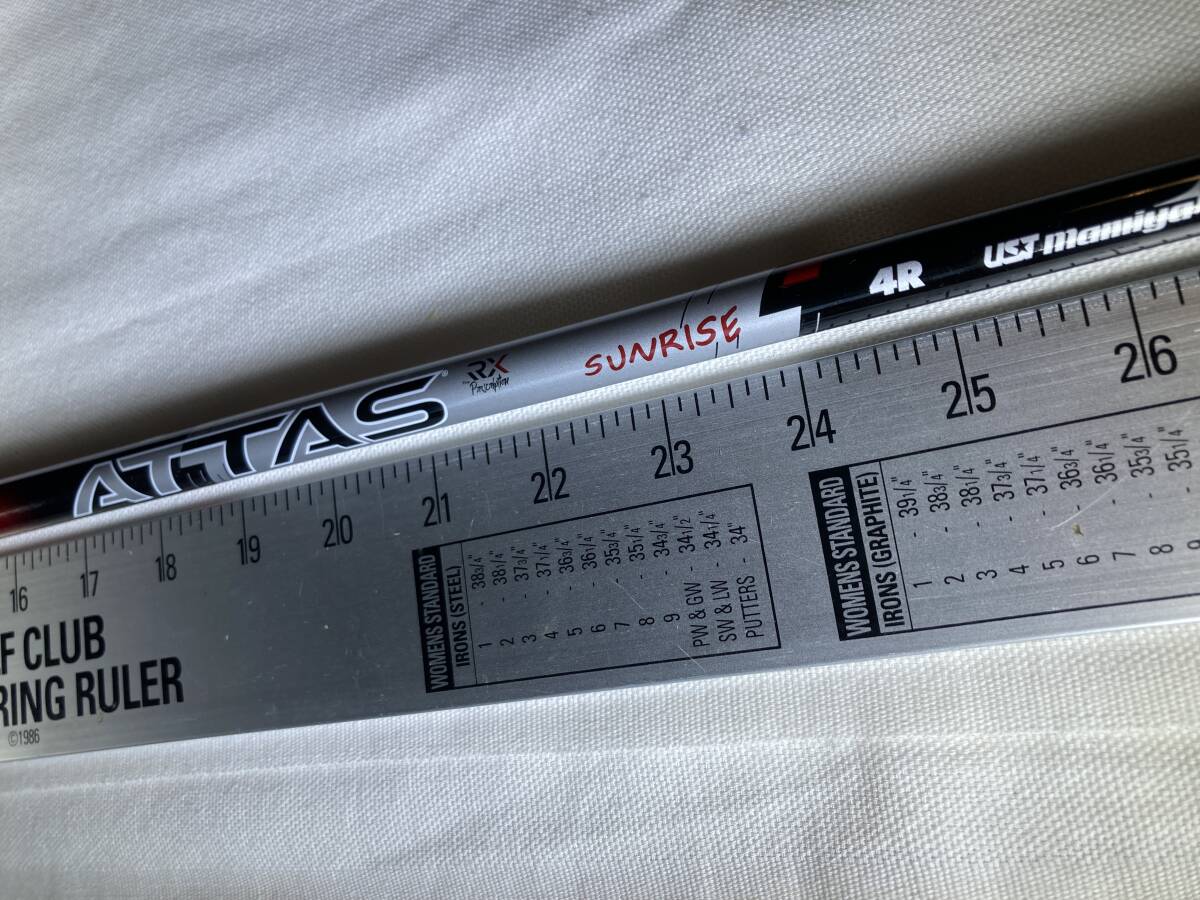 ATTAS®
RX
The Prescription
SUNRISE
4R
UST mamiya
16 17 18 19 20 21 22 23 24 25 26
F CLUB
RING RULER
©1986
WOMENS STANDARD
IRONS (STEEL)
1 - 38 3/4"
2 - 38 1/4"
3 - 37 3/4"
4 - 37 1/4"
5 - 36 3/4"
6 - 36 1/4"
7 - 35 3/4"
8 - 35 1/4"
9 - 34 3/4"
PW & GW - 34 1/2"
SW & LW - 34 1/4"
PUTTERS - 34"
WOMENS STANDARD
IRONS (GRAPHITE)
1 - 39 1/4"
2 - 38 3/4"
3 - 38 1/4"
4 - 37 3/4"
5 - 37 1/4"
6 - 36 3/4"
7 - 36 1/4"
8 - 35 3/4"
9 - 35 1/4"